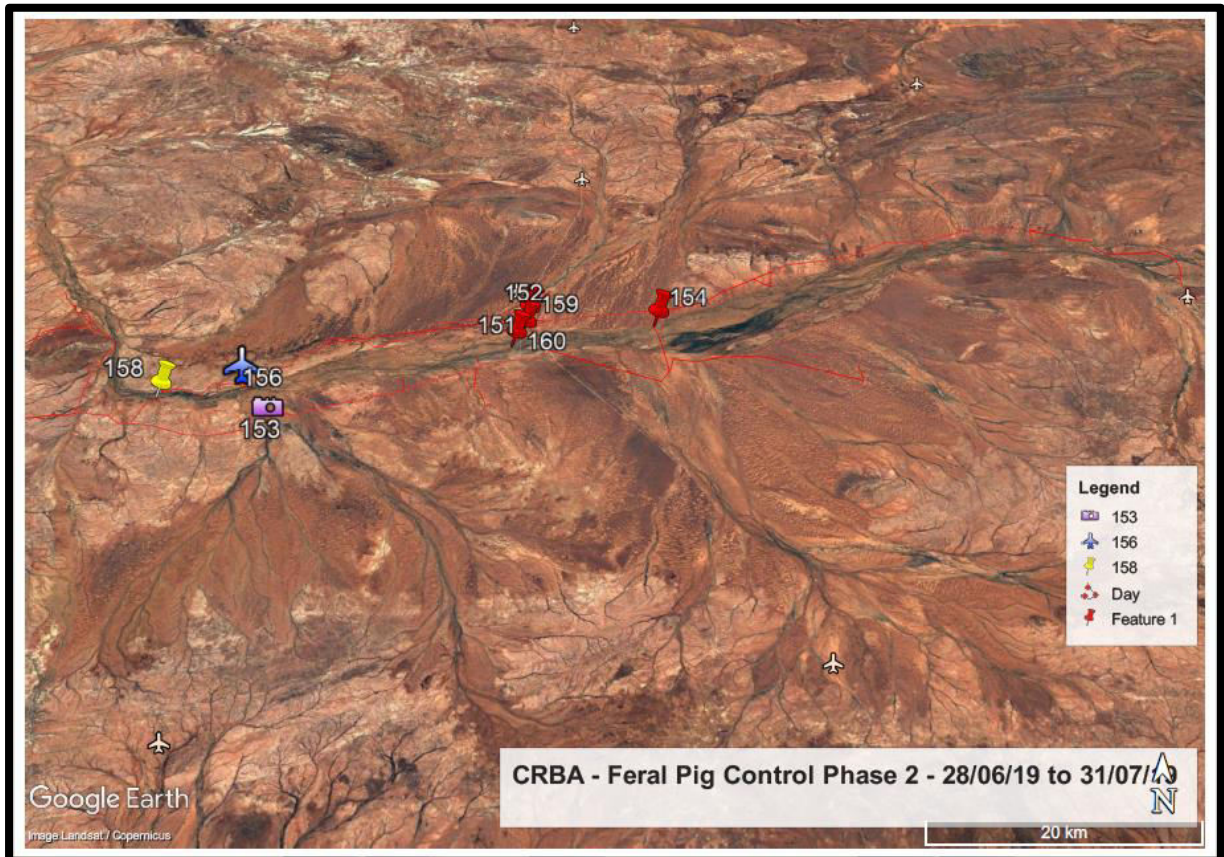 152
159
151
160
154
158
156
153
Legend
153
156
158
Day
Feature 1
CRBA - Feral Pig Control Phase 2 - 28/06/19 to 31/07/19
N
Google Earth
Image Landsat / Copernicus
20 km